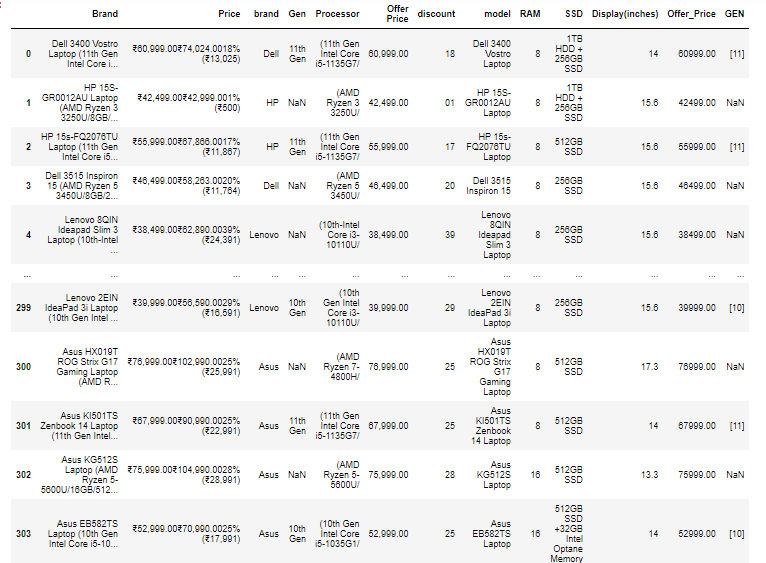 Brand Price brand Gen Processor Offer Price discount model RAM SSD Display(inches) Offer_Price GEN
0 Dell 3400 Vostro Laptop (11th Gen Intel Core i... ₹60,999.00₹74,024.0018% (₹13,025) Dell 11th Gen (11th Gen Intel Core i5-1135G7/ 60,999.00 18 Dell 3400 Vostro Laptop 8 1TB HDD + 256GB SSD 14 60999.00 [11]
1 HP 15S-GR0012AU Laptop (AMD Ryzen 3 3250U/8GB/... ₹42,499.00₹42,999.001% (₹500) HP NaN (AMD Ryzen 3 3250U/ 42,499.00 01 HP 15S-GR0012AU Laptop 8 1TB HDD + 256GB SSD 15.6 42499.00 NaN
2 HP 15s-FQ2076TU Laptop (11th Gen Intel Core i5... ₹55,999.00₹67,866.0017% (₹11,867) HP 11th Gen (11th Gen Intel Core i5-1135G7/ 55,999.00 17 HP 15s-FQ2076TU Laptop 8 512GB SSD 15.6 55999.00 [11]
3 Dell 3515 Inspiron 15 (AMD Ryzen 5 3450U/8GB/2... ₹46,499.00₹58,263.0020% (₹11,764) Dell NaN (AMD Ryzen 5 3450U/ 46,499.00 20 Dell 3515 Inspiron 15 8 256GB SSD 15.6 46499.00 NaN
4 Lenovo 8QIN Ideapad Slim 3 Laptop (10th-Intel ... ₹38,499.00₹62,890.0039% (₹24,391) Lenovo NaN (10th-Intel Core i3-10110U/ 38,499.00 39 Lenovo 8QIN Ideapad Slim 3 Laptop 8 256GB SSD 15.6 38499.00 NaN
... ... ... ... ... ... ... ... ... ... ... ... ... ...
299 Lenovo 2EIN IdeaPad 3i Laptop (10th Gen Intel ... ₹39,999.00₹56,590.0029% (₹16,591) Lenovo 10th Gen (10th Gen Intel Core i3-10110U/ 39,999.00 29 Lenovo 2EIN IdeaPad 3i Laptop 8 256GB SSD 15.6 39999.00 [10]
300 Asus HX019T ROG Strix G17 Gaming Laptop (AMD R... ₹76,999.00₹102,990.0025% (₹25,991) Asus NaN (AMD Ryzen 7-4800H/ 76,999.00 25 Asus HX019T ROG Strix G17 Gaming Laptop 8 512GB SSD 17.3 76999.00 NaN
301 Asus KI501TS Zenbook 14 Laptop (11th Gen Intel... ₹67,999.00₹90,990.0025% (₹22,991) Asus 11th Gen (11th Gen Intel Core i5-1135G7/ 67,999.00 25 Asus KI501TS Zenbook 14 Laptop 8 512GB SSD 14 67999.00 [11]
302 Asus KG512S Laptop (AMD Ryzen 5-5600U/16GB/512... ₹75,999.00₹104,990.0028% (₹28,991) Asus NaN (AMD Ryzen 5-5600U/ 75,999.00 28 Asus KG512S Laptop 16 512GB SSD 13.3 75999.00 NaN
303 Asus EB582TS Laptop (10th Gen Intel Core i5-10... ₹52,999.00₹70,990.0025% (₹17,991) Asus 10th Gen (10th Gen Intel Core i5-1035G1/ 52,999.00 25 Asus EB582TS Laptop 16 512GB SSD +32GB Intel Optane Memory 14 52999.00 [10]